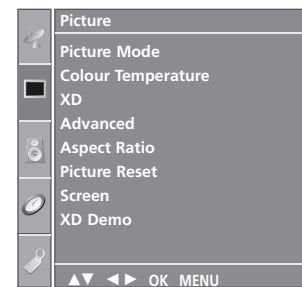 Picture
Picture Mode
Colour Temperature
XD
Advanced
Aspect Ratio
Picture Reset
Screen
XD Demo
▲▼ ◄► OK MENU